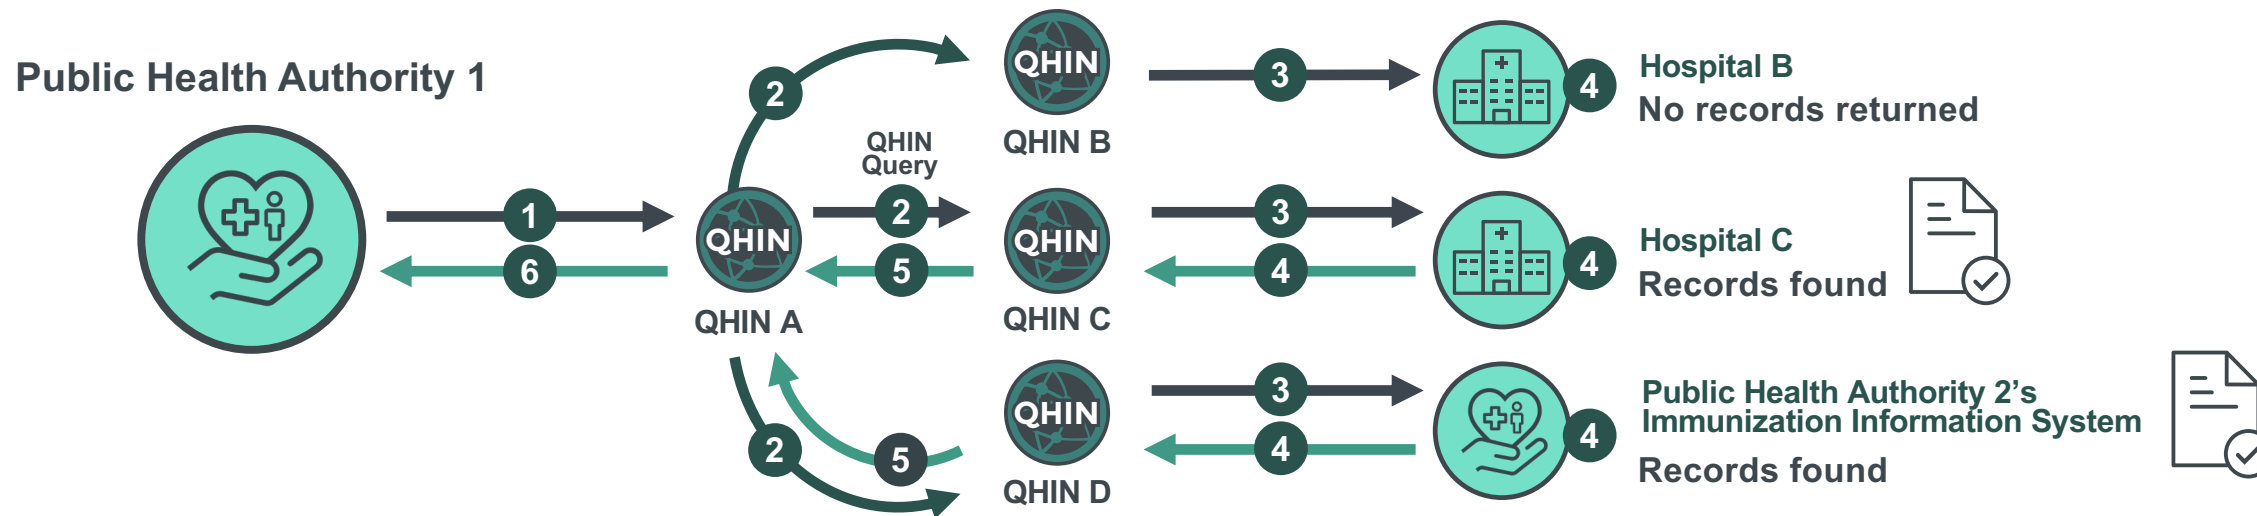 Public Health Authority 1
1
6
QHIN
QHIN A
2
QHIN
Query
2
5
2
5
QHIN
QHIN B
3
4
Hospital B
No records returned
QHIN
QHIN C
3
4
4
Hospital C
Records found
QHIN
QHIN D
3
4
4
Public Health Authority 2’s
Immunization Information System
Records found